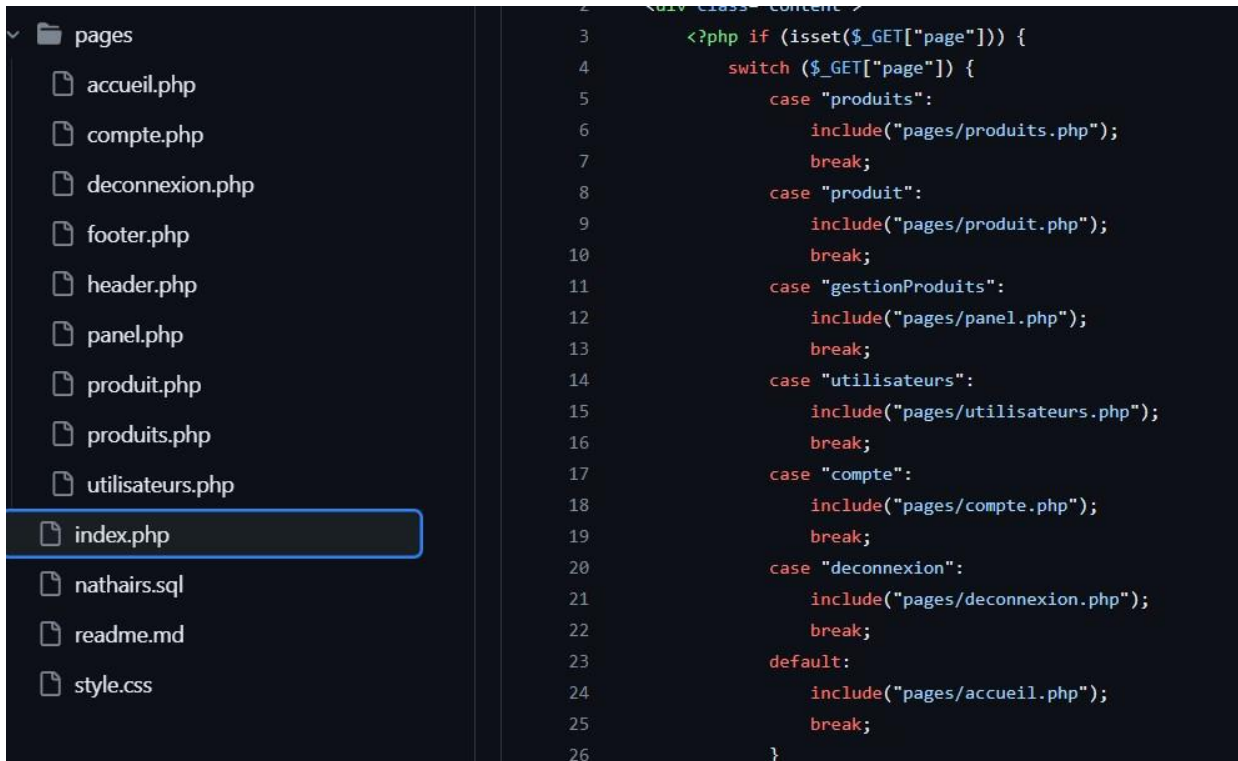 pages
accueil.php
compte.php
deconnexion.php
footer.php
header.php
panel.php
produit.php
produits.php
utilisateurs.php
index.php
nathairs.sql
readme.md
style.css
2 <div class="content">
3 <?php if (isset($_GET["page"])) {
4 switch ($_GET["page"]) {
5 case "produits":
6 include("pages/produits.php");
7 break;
8 case "produit":
9 include("pages/produit.php");
10 break;
11 case "gestionProduits":
12 include("pages/panel.php");
13 break;
14 case "utilisateurs":
15 include("pages/utilisateurs.php");
16 break;
17 case "compte":
18 include("pages/compte.php");
19 break;
20 case "deconnexion":
21 include("pages/deconnexion.php");
22 break;
23 default:
24 include("pages/accueil.php");
25 break;
26 }